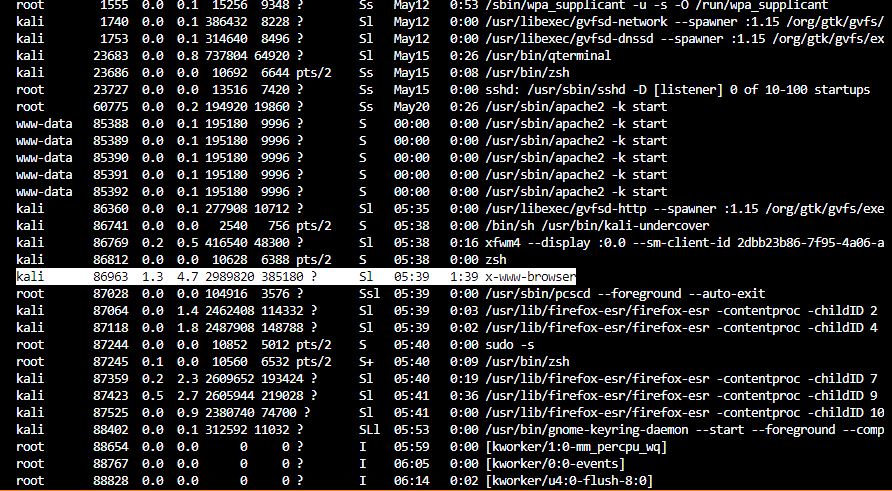 root 1555 0.0 0.1 15256 9348 ? Ss May12 0:53 /sbin/wpa_supplicant -u -s -O /run/wpa_supplicant
kali 1740 0.0 0.1 386432 8228 ? Sl May12 0:00 /usr/libexec/gvfsd-network --spawner :1.15 /org/gtk/gvfs/
kali 1753 0.0 0.1 314640 8496 ? Sl May12 0:00 /usr/libexec/gvfsd-dnssd --spawner :1.15 /org/gtk/gvfs/ex
kali 23683 0.0 0.8 737804 64920 ? Sl May15 0:26 /usr/bin/qterminal
kali 23686 0.0 0.0 10692 6644 pts/2 Ss May15 0:08 /usr/bin/zsh
root 23727 0.0 0.0 13516 7420 ? Ss May15 0:00 sshd: /usr/sbin/sshd -D [listener] 0 of 10-100 startups
root 60775 0.0 0.2 194920 19860 ? Ss May20 0:26 /usr/sbin/apache2 -k start
www-data 85388 0.0 0.1 195180 9996 ? S 00:00 0:00 /usr/sbin/apache2 -k start
www-data 85389 0.0 0.1 195180 9996 ? S 00:00 0:00 /usr/sbin/apache2 -k start
www-data 85390 0.0 0.1 195180 9996 ? S 00:00 0:00 /usr/sbin/apache2 -k start
www-data 85391 0.0 0.1 195180 9996 ? S 00:00 0:00 /usr/sbin/apache2 -k start
www-data 85392 0.0 0.1 195180 9996 ? S 00:00 0:00 /usr/sbin/apache2 -k start
kali 86360 0.0 0.1 277908 10712 ? Sl 05:35 0:00 /usr/libexec/gvfsd-http --spawner :1.15 /org/gtk/gvfs/exe
kali 86741 0.0 0.0 2540 756 pts/2 S 05:38 0:00 /bin/sh /usr/bin/kali-undercover
kali 86769 0.2 0.5 416540 48300 ? Sl 05:38 0:16 xfwm4 --display :0.0 --sm-client-id 2dbb23b86-7f95-4a06-a
kali 86812 0.0 0.0 10628 6388 pts/2 S 05:38 0:00 zsh
kali 86963 1.3 4.7 2989820 385180 ? Sl 05:39 1:39 x-www-browser
root 87028 0.0 0.0 104916 3576 ? Ssl 05:39 0:00 /usr/sbin/pcscd --foreground --auto-exit
kali 87064 0.0 1.4 2462408 114332 ? Sl 05:39 0:03 /usr/lib/firefox-esr/firefox-esr -contentproc -childID 2
kali 87118 0.0 1.8 2487908 148788 ? Sl 05:39 0:02 /usr/lib/firefox-esr/firefox-esr -contentproc -childID 4
root 87244 0.0 0.0 10852 5012 pts/2 S 05:40 0:00 sudo -s
root 87245 0.1 0.0 10560 6532 pts/2 S+ 05:40 0:09 /usr/bin/zsh
kali 87359 0.2 2.3 2609652 193424 ? Sl 05:40 0:19 /usr/lib/firefox-esr/firefox-esr -contentproc -childID 7
kali 87423 0.5 2.7 2605944 219028 ? Sl 05:41 0:36 /usr/lib/firefox-esr/firefox-esr -contentproc -childID 9
kali 87525 0.0 0.9 2380740 74700 ? Sl 05:41 0:00 /usr/lib/firefox-esr/firefox-esr -contentproc -childID 10
kali 88402 0.0 0.1 312592 11032 ? SLl 05:53 0:00 /usr/bin/gnome-keyring-daemon --start --foreground --comp
root 88654 0.0 0.0 0 0 ? I 05:59 0:00 [kworker/1:0-mm_percpu_wq]
root 88767 0.0 0.0 0 0 ? I 06:05 0:00 [kworker/0:0-events]
root 88828 0.0 0.0 0 0 ? I 06:14 0:02 [kworker/u4:0-flush-8:0]